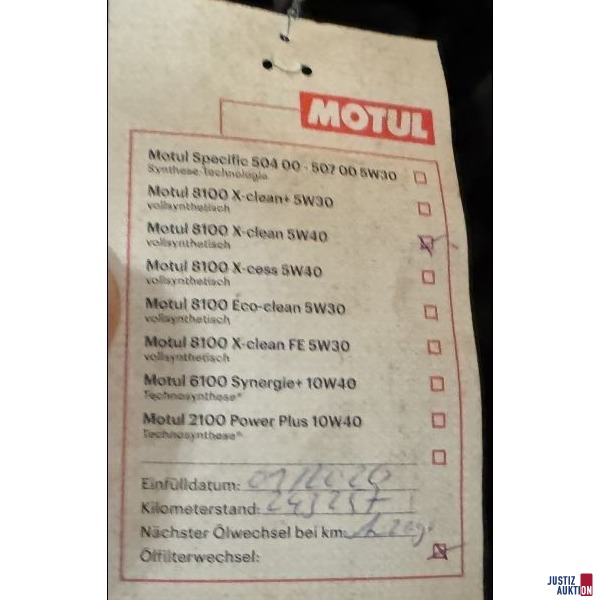 MOTUL
Motul Specific 504 00 - 507 00 5W30
Synthese-Technologie
Motul 8100 X-clean+ 5W30
vollsynthetisch
Motul 8100 X-clean 5W40
vollsynthetisch
Motul 8100 X-cess 5W40
vollsynthetisch
Motul 8100 Eco-clean 5W30
vollsynthetisch
Motul 8100 X-clean FE 5W30
vollsynthetisch
Motul 6100 Synergie+ 10W40
Technosynthese®
Motul 2100 Power Plus 10W40
Technosynthese®
Einfülldatum: 01/2020
Kilometerstand: 243257
Nächster Ölwechsel bei km:
Ölfilterwechsel:
JUSTIZ
AUKTION